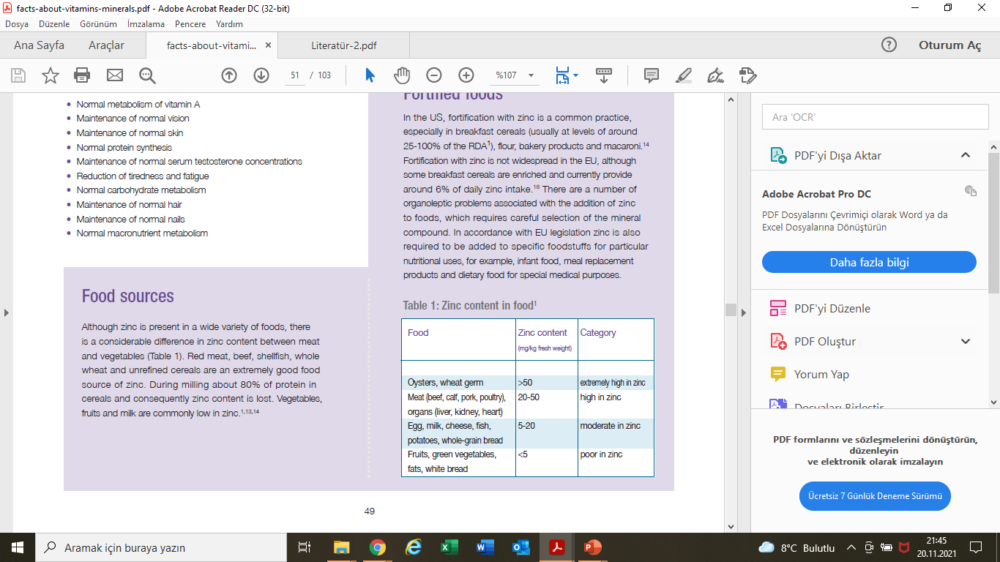 facts-about-vitamins-minerals.pdf - Adobe Acrobat Reader DC (32-bit)
Dosya Düzenle Görünüm İmzalama Pencere Yardım
Ana Sayfa Araçlar facts-about-vitami... × Literatür-2.pdf Oturum Aç
51 / 103 %107
Normal metabolism of vitamin A
Maintenance of normal vision
Maintenance of normal skin
Normal protein synthesis
Maintenance of normal serum testosterone concentrations
Reduction of tiredness and fatigue
Normal carbohydrate metabolism
Maintenance of normal hair
Maintenance of normal nails
Normal macronutrient metabolism
Food sources
Although zinc is present in a wide variety of foods, there
is a considerable difference in zinc content between meat
and vegetables (Table 1). Red meat, beef, shellfish, whole
wheat and unrefined cereals are an extremely good food
source of zinc. During milling about 80% of protein in
cereals and consequently zinc content is lost. Vegetables,
fruits and milk are commonly low in zinc.1,13,14
Fortified foods
In the US, fortification with zinc is a common practice,
especially in breakfast cereals (usually at levels of around
25-100% of the RDA1), flour, bakery products and macaroni.14
Fortification with zinc is not widespread in the EU, although
some breakfast cereals are enriched and currently provide
around 6% of daily zinc intake.18 There are a number of
organoleptic problems associated with the addition of zinc
to foods, which requires careful selection of the mineral
compound. In accordance with EU legislation zinc is also
required to be added to specific foodstuffs for particular
nutritional uses, for example, infant food, meal replacement
products and dietary food for special medical purposes.
Table 1: Zinc content in food1
Food Zinc content Category
(mg/kg fresh weight)
Oysters, wheat germ >50 extremely high in zinc
Meat (beef, calf, pork, poultry), 20-50 high in zinc
organs (liver, kidney, heart)
Egg, milk, cheese, fish, 5-20 moderate in zinc
potatoes, whole-grain bread
Fruits, green vegetables, <5 poor in zinc
fats, white bread
49
Ara 'OCR'
PDF'yi Dışa Aktar
Adobe Acrobat Pro DC
PDF Dosyalarını Çevrimiçi olarak Word ya da
Excel Dosyalarına Dönüştürün
Daha fazla bilgi
PDF'yi Düzenle
PDF Oluştur
Yorum Yap
Dosyaları Birleştir
PDF formlarını ve sözleşmelerini dönüştürün,
düzenleyin
ve elektronik olarak imzalayın
Ücretsiz 7 Günlük Deneme Sürümü
Aramak için buraya yazın
8°C Bulutlu
21:45
20.11.2021